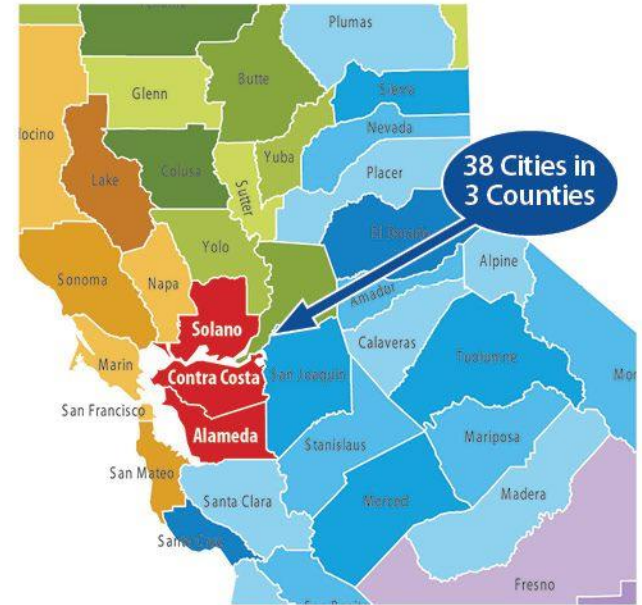 Plumas
Glenn
Butte
Sierra
Nevada
Lake
Colusa
Yuba
Sutter
Placer
38 Cities in
3 Counties
Yolo
El Dorado
Sonoma
Napa
Alpine
Amador
Solano
Calaveras
Tuolumne
Marin
Contra Costa
San Joaquin
San Francisco
Alameda
Stanislaus
Mariposa
San Mateo
Santa Clara
Merced
Madera
Fresno